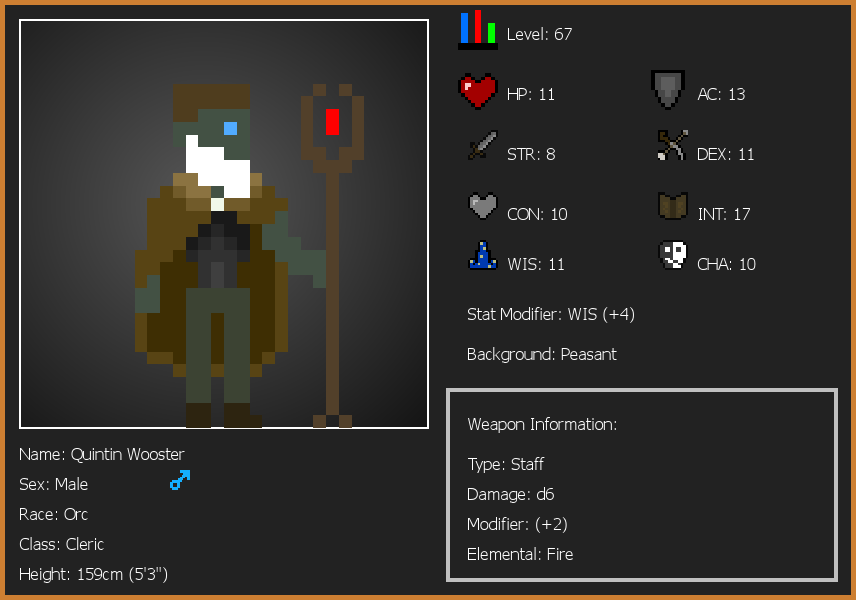 Level: 67
HP: 11
AC: 13
STR: 8
DEX: 11
CON: 10
INT: 17
WIS: 11
CHA: 10
Stat Modifier: WIS (+4)
Background: Peasant
Weapon Information:
Type: Staff
Damage: d6
Modifier: (+2)
Elemental: Fire
Name: Quintin Wooster
Sex: Male
Race: Orc
Class: Cleric
Height: 159cm (5'3")